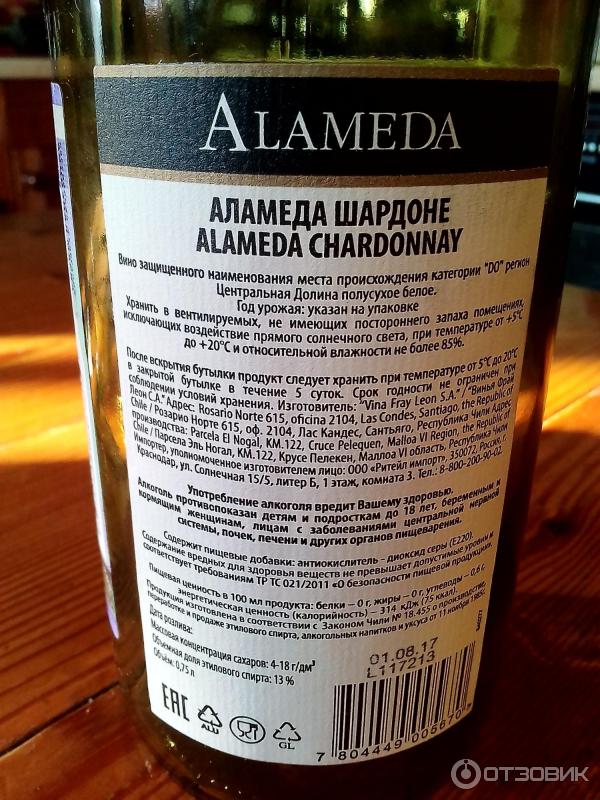 ALAMEDA
АЛАМЕДА ШАРДОНЕ
ALAMEDA CHARDONNAY
Вино защищенного наименования места происхождения категории "DO" регион
Центральная Долина полусухое белое.
Год урожая: указан на упаковке
Хранить в вентилируемых, не имеющих постороннего запаха помещениях,
исключающих воздействие прямого солнечного света, при температуре от +5°C
до +20°C и относительной влажности не более 85%.
После вскрытия бутылки продукт следует хранить при температуре от 5°C до 20°C
в закрытой бутылке в течение 5 суток. Срок годности не ограничен при
соблюдении условий хранения. Изготовитель: "Vina Fray Leon S.A." / "Винья Фрай
Леон С.А." Адрес: Rosario Norte 615, oficina 2104, Las Condes, Santiago, the Republic of
Chile / Розарио Норте 615, оф. 2104, Лас Кандес, Сантьяго, Республика Чили Адрес
производства: Parcela El Nogal, KM.122, Cruce Pelequen, Malloa VI Region, the Republic of
Chile / Парсела Эль Ногал, КМ.122, Крусе Пелекен, Маллоа VI область, Республика Чили
Импортер, уполномоченное изготовителем лицо: ООО «Ритейл импорт», 350072, Россия, г.
Краснодар, ул. Солнечная 15/5, литер Б, 1 этаж, комната 3. Тел.: 8-800-200-90-02.
Употребление алкоголя вредит Вашему здоровью.
Алкоголь противопоказан детям и подросткам до 18 лет, беременным и
кормящим женщинам, лицам с заболеваниями центральной нервной
системы, почек, печени и других органов пищеварения.
Содержит пищевые добавки: антиокислитель - диоксид серы (E220).
Содержание вредных для здоровья веществ не превышает допустимые уровни и
соответствует требованиям ТР ТС 021/2011 «О безопасности пищевой продукции».
Пищевая ценность в 100 мл продукта: белки – 0 г, жиры – 0 г, углеводы – 0,6 г,
энергетическая ценность (калорийность) – 314 кДж (75 ккал).
Продукция изготовлена в соответствии с Законом Чили № 18.455 о производстве,
переработке и продаже этилового спирта, алкогольных напитков и уксуса от 11 ноября 1985г.
Дата розлива:
Массовая концентрация сахаров: 4-18 г/дм³
Объемная доля этилового спирта: 13 %
Объём: 0,75 л
01.08.17
L117213
EAC
ALU
GL
7 804449 005670
ОТЗОВИК